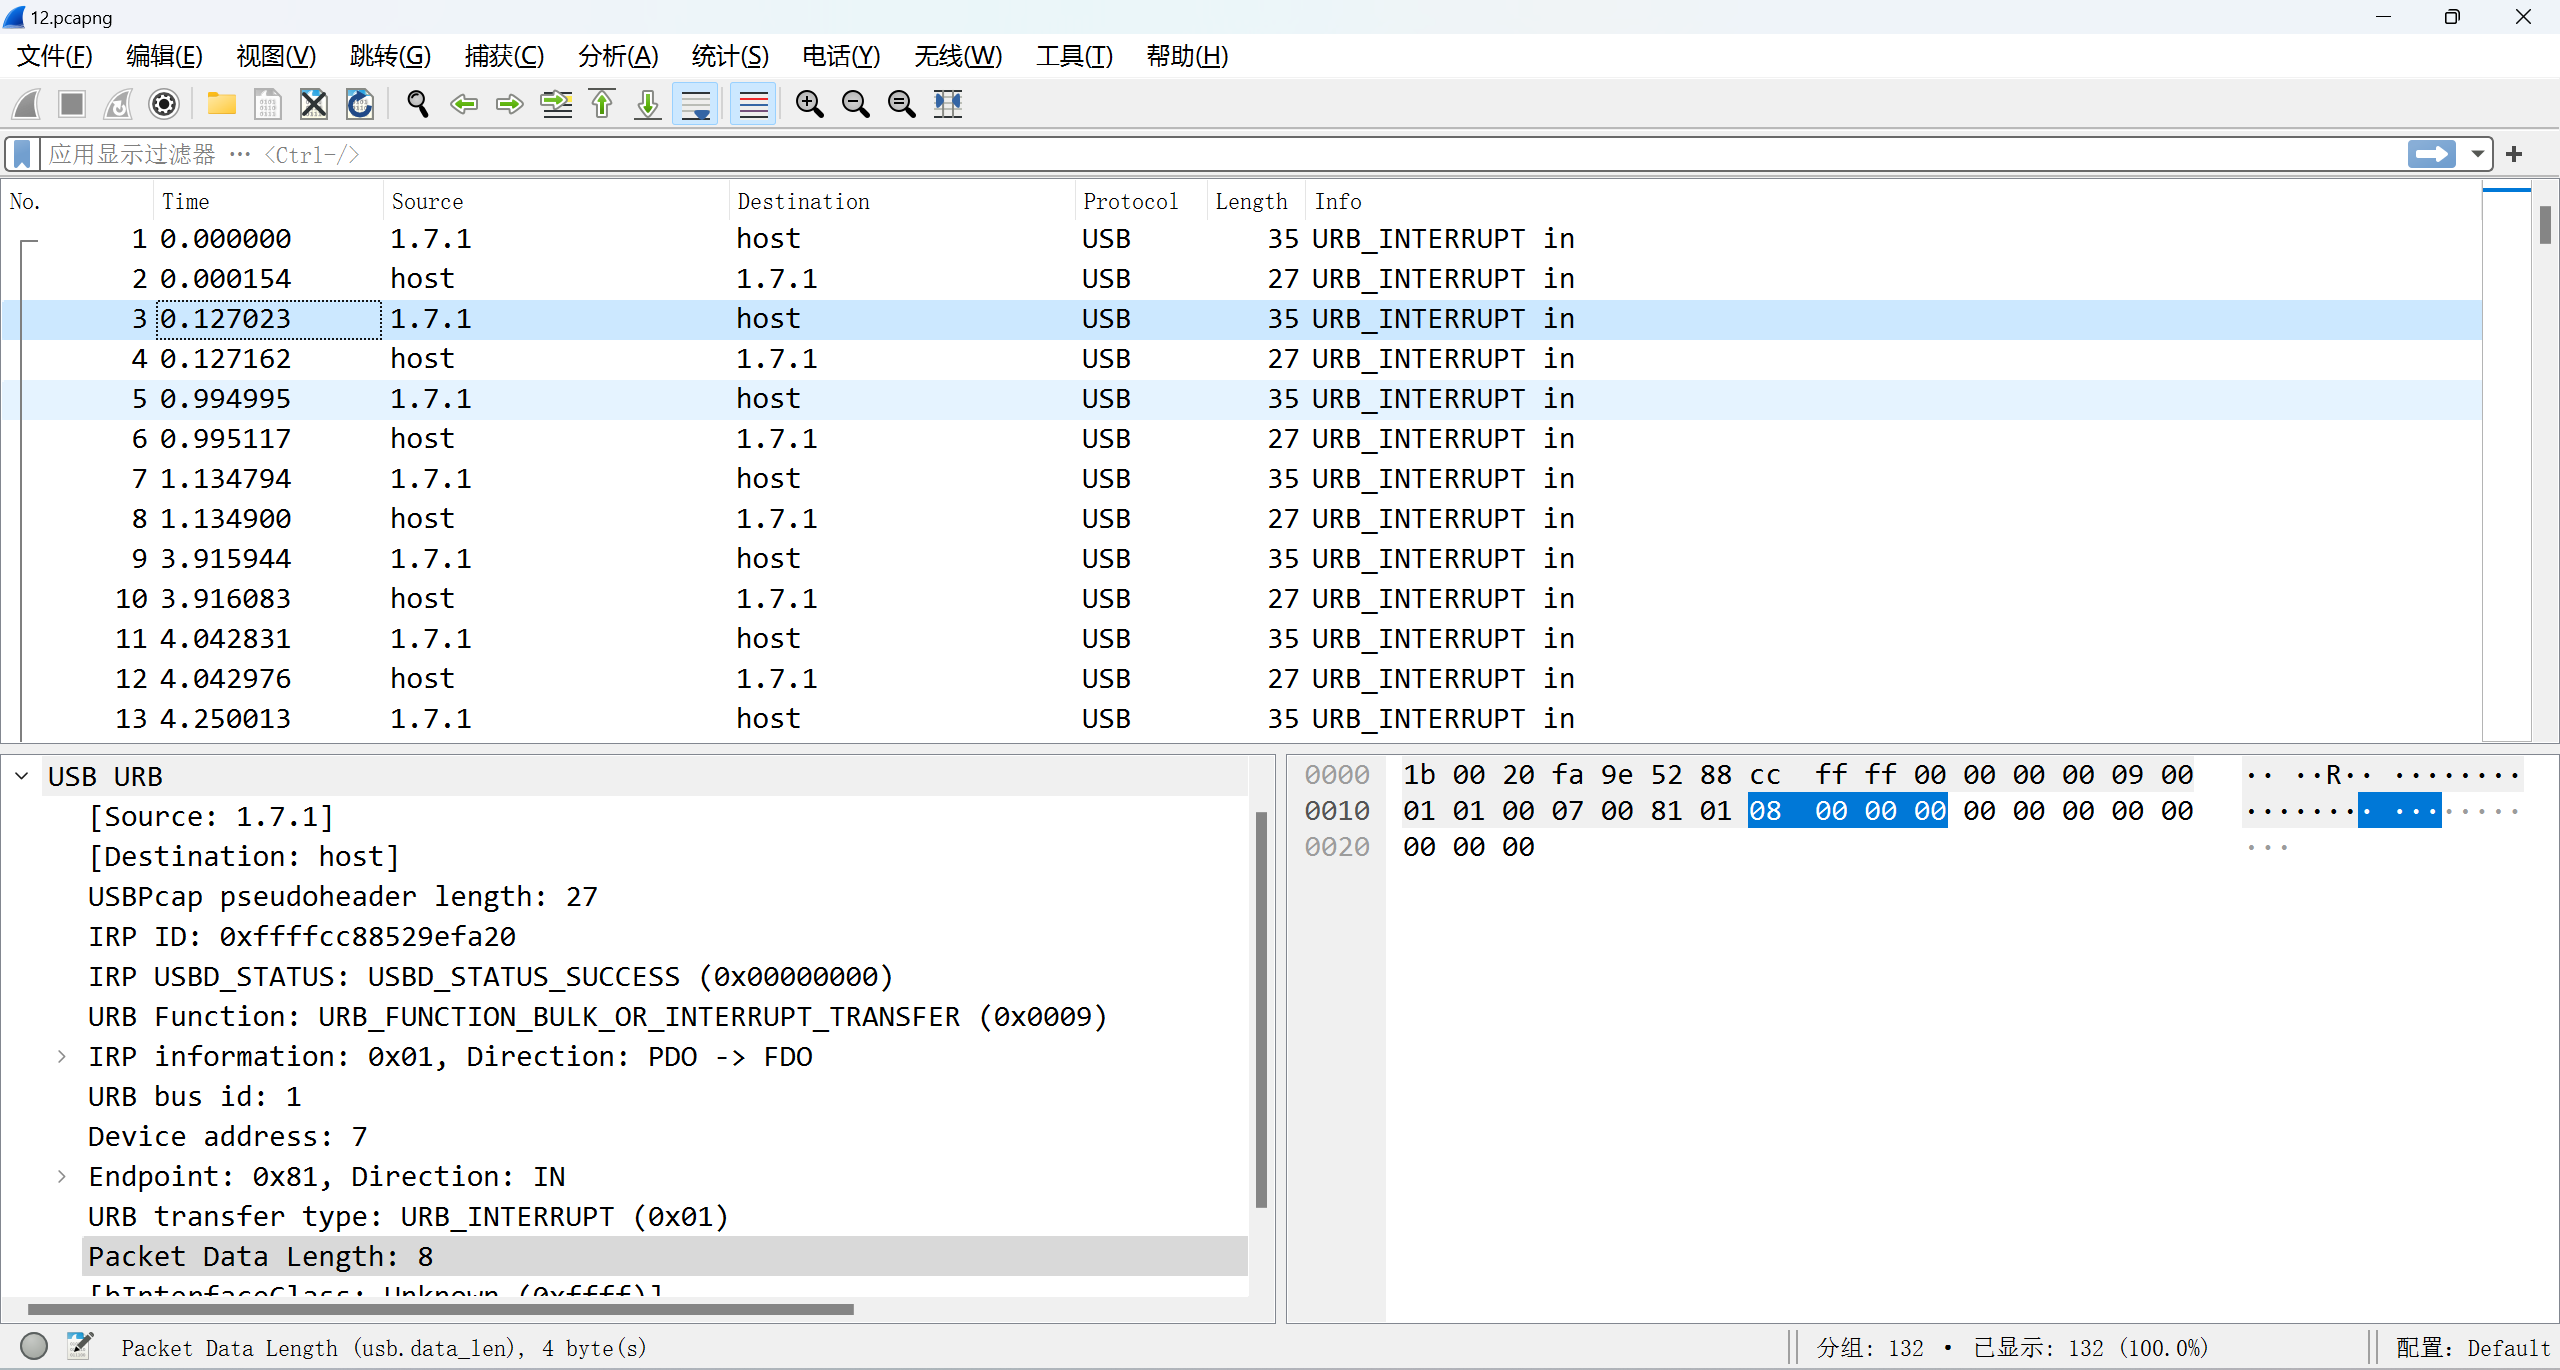 12.pcapng
文件(F) 编辑(E) 视图(V) 跳转(G) 捕获(C) 分析(A) 统计(S) 电话(Y) 无线(W) 工具(T) 帮助(H)
应用显示过滤器 … <Ctrl-/>
No. Time Source Destination Protocol Length Info
1 0.000000 1.7.1 host USB 35 URB_INTERRUPT in
2 0.000154 host 1.7.1 USB 27 URB_INTERRUPT in
3 0.127023 1.7.1 host USB 35 URB_INTERRUPT in
4 0.127162 host 1.7.1 USB 27 URB_INTERRUPT in
5 0.994995 1.7.1 host USB 35 URB_INTERRUPT in
6 0.995117 host 1.7.1 USB 27 URB_INTERRUPT in
7 1.134794 1.7.1 host USB 35 URB_INTERRUPT in
8 1.134900 host 1.7.1 USB 27 URB_INTERRUPT in
9 3.915944 1.7.1 host USB 35 URB_INTERRUPT in
10 3.916083 host 1.7.1 USB 27 URB_INTERRUPT in
11 4.042831 1.7.1 host USB 35 URB_INTERRUPT in
12 4.042976 host 1.7.1 USB 27 URB_INTERRUPT in
13 4.250013 1.7.1 host USB 35 URB_INTERRUPT in
USB URB
[Source: 1.7.1]
[Destination: host]
USBPcap pseudoheader length: 27
IRP ID: 0xffffcc88529efa20
IRP USBD_STATUS: USBD_STATUS_SUCCESS (0x00000000)
URB Function: URB_FUNCTION_BULK_OR_INTERRUPT_TRANSFER (0x0009)
IRP information: 0x01, Direction: PDO -> FDO
URB bus id: 1
Device address: 7
Endpoint: 0x81, Direction: IN
URB transfer type: URB_INTERRUPT (0x01)
Packet Data Length: 8
[bInterfaceClass: Unknown (0xffff)]
0000 1b 00 20 fa 9e 52 88 cc ff ff 00 00 00 00 09 00 ·· ··R·· ········
0010 01 01 00 07 00 81 01 08 00 00 00 00 00 00 00 00 ········ ········
0020 00 00 00 ···
Packet Data Length (usb.data_len), 4 byte(s)
分组: 132 · 已显示: 132 (100.0%)
配置: Default